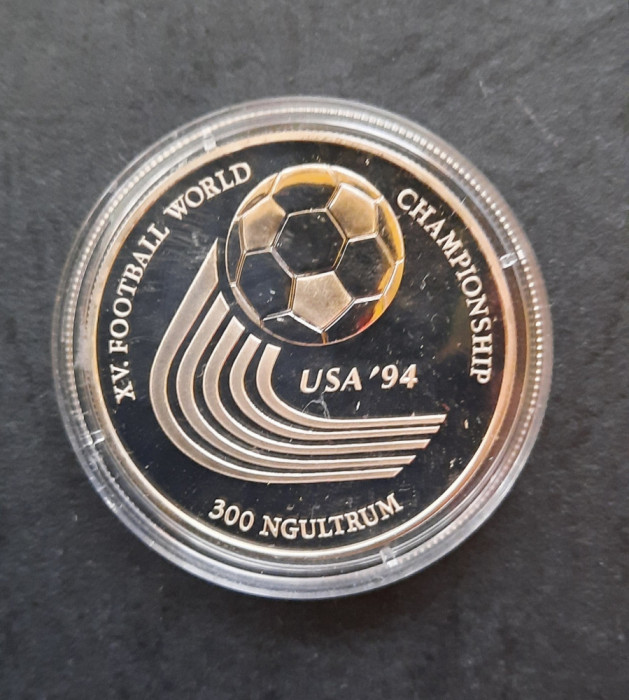 XV. FOOTBALL WORLD CHAMPIONSHIP
USA '94
300 NGULTRUM